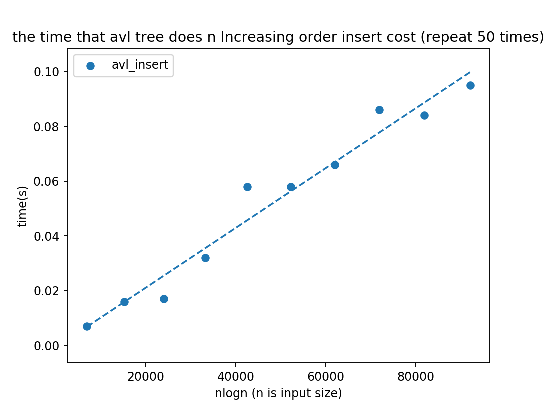 the time that avl tree does n Increasing order insert cost (repeat 50 times)
avl_insert
0.10
0.08
0.06
0.04
0.02
0.00
time(s)
20000 40000 60000 80000
nlogn (n is input size)